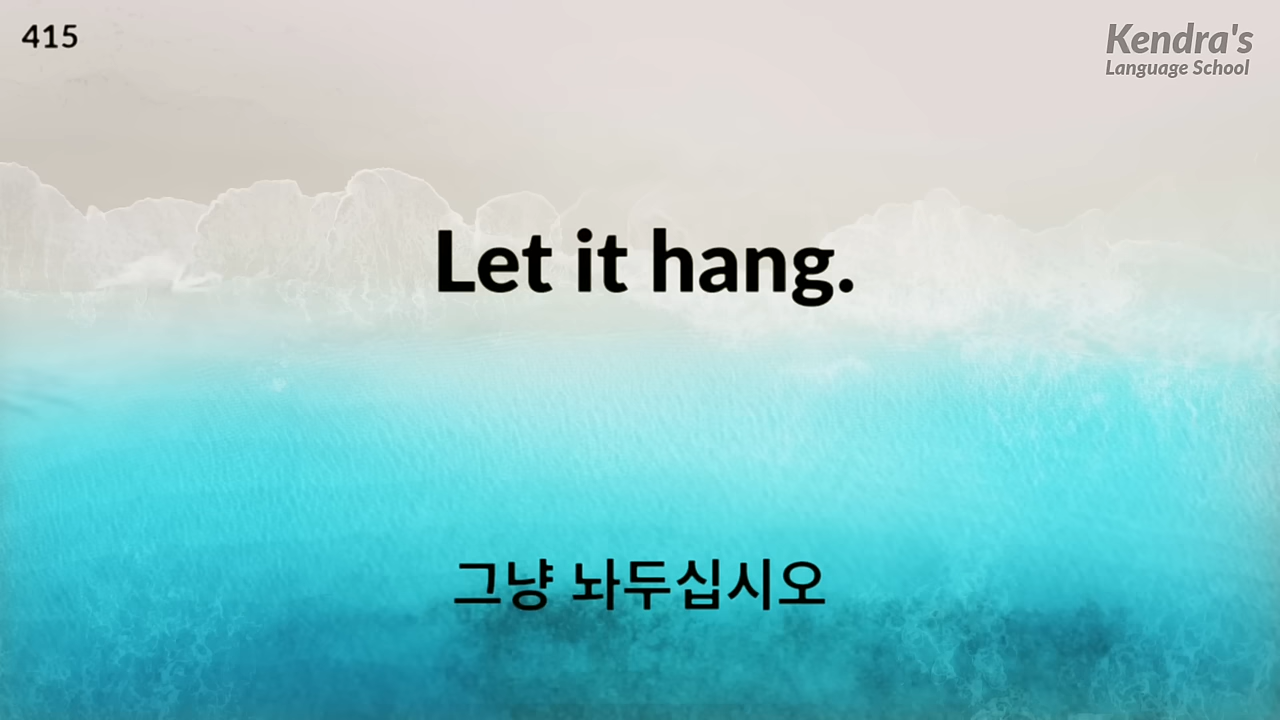 415
Kendra's
Language School
Let it hang.
그냥 놔두십시오